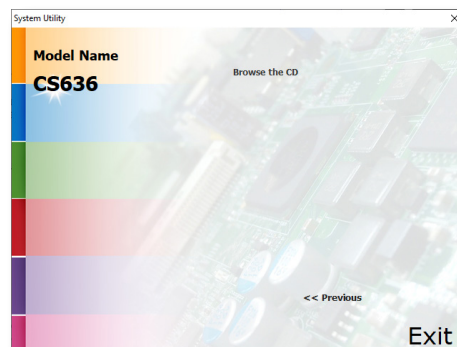 System Utility
Model Name
CS636
Browse the CD
<< Previous
Exit